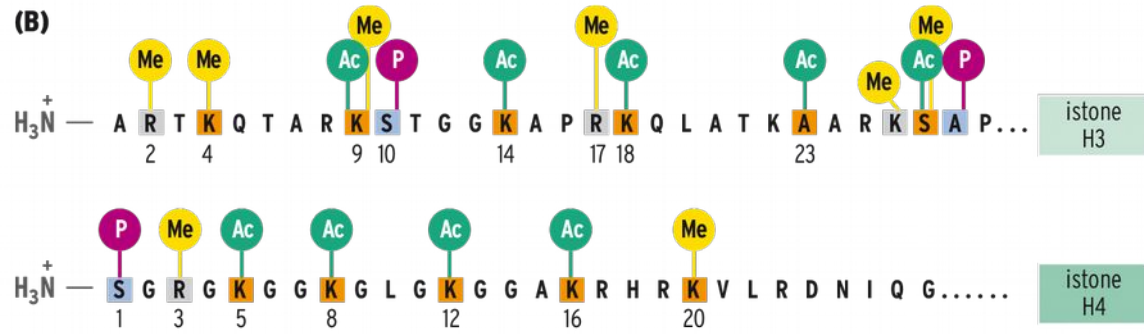 (B)
Me Me Ac Me P Ac Me Ac Ac Me Ac Me P
H₃N⁺ — A R T K Q T A R K S T G G K A P R K Q L A T K A A R K S A P... istone H3
2 4 9 10 14 17 18 23
P Me Ac Ac Ac Ac Me
H₃N⁺ — S G R G K G G K G L G K G G A K R H R K V L R D N I Q G...... istone H4
1 3 5 8 12 16 20